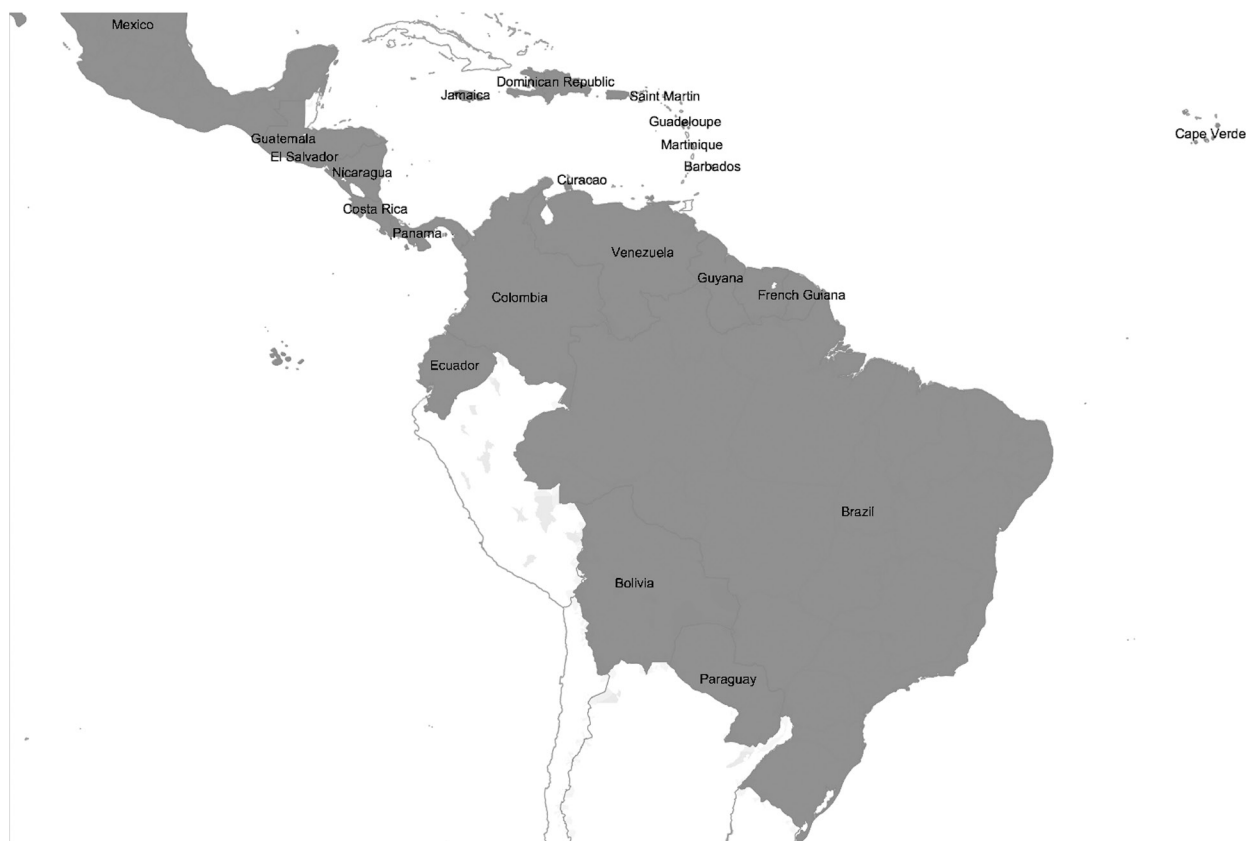 Mexico
Dominican Republic
Jamaica
Saint Martin
Guadeloupe
Cape Verde
Guatemala
Martinique
El Salvador
Barbados
Nicaragua
Curacao
Costa Rica
Panama
Venezuela
Guyana
Colombia
French Guiana
Ecuador
Brazil
Bolivia
Paraguay